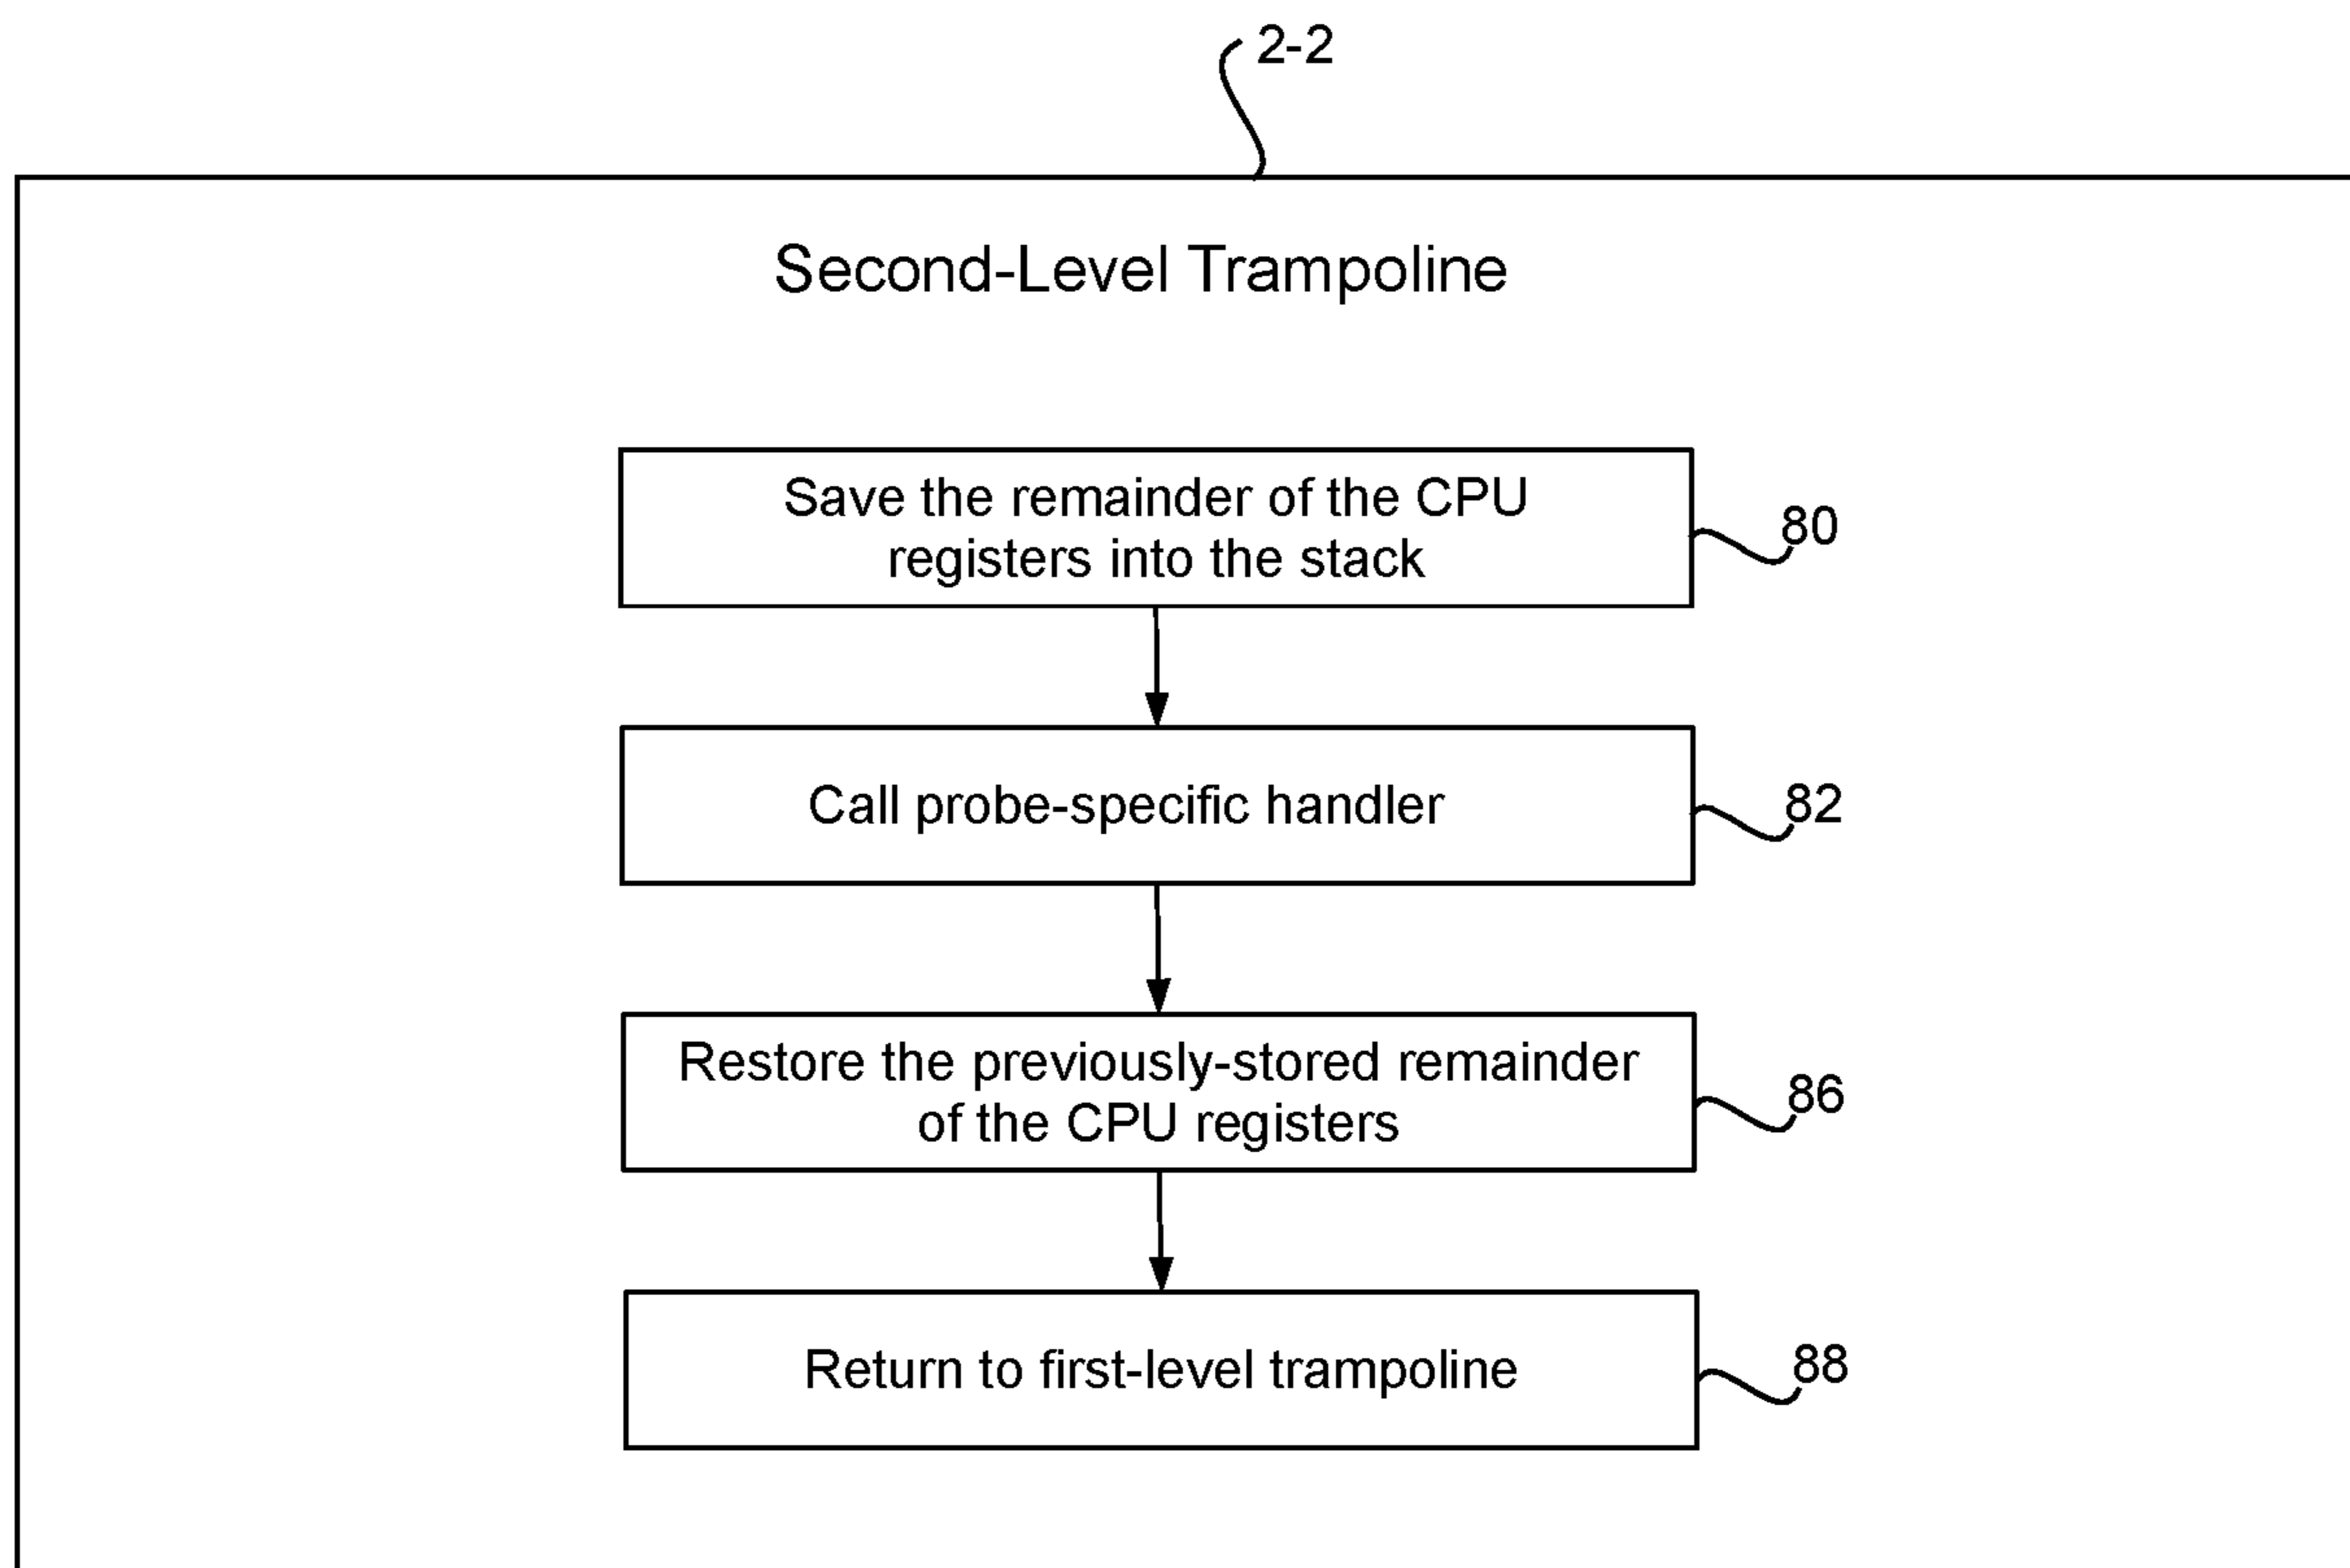 2-2
Second-Level Trampoline
Save the remainder of the CPU
registers into the stack
80
Call probe-specific handler
82
Restore the previously-stored remainder
of the CPU registers
86
Return to first-level trampoline
88